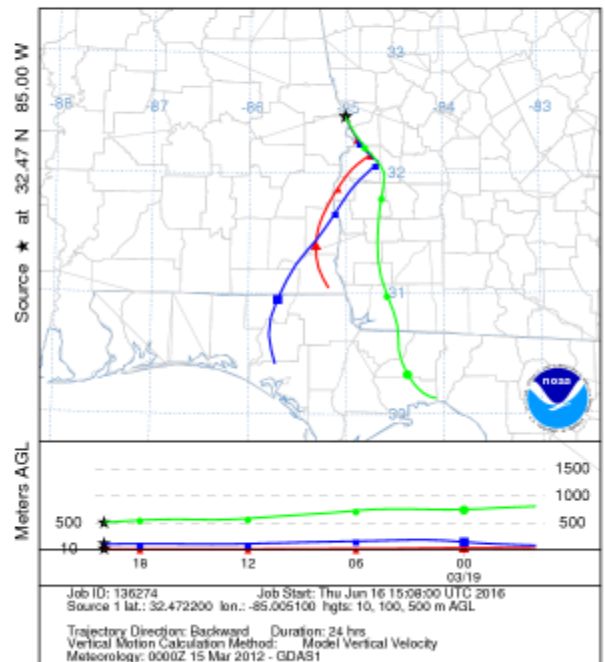 Source ★ at 32.47 N 85.00 W
33
-88
-87
-86
-85
-84
-83
32
31
30
noaa
Meters AGL
1500
1000
500
500
10
18
12
06
00
03/19
Job ID: 136274 Job Start: Thu Jun 16 15:08:00 UTC 2016
Source 1 lat.: 32.472200 lon.: -85.005100 hgts: 10, 100, 500 m AGL
Trajectory Direction: Backward Duration: 24 hrs
Vertical Motion Calculation Method: Model Vertical Velocity
Meteorology: 0000Z 15 Mar 2012 - GDAS1